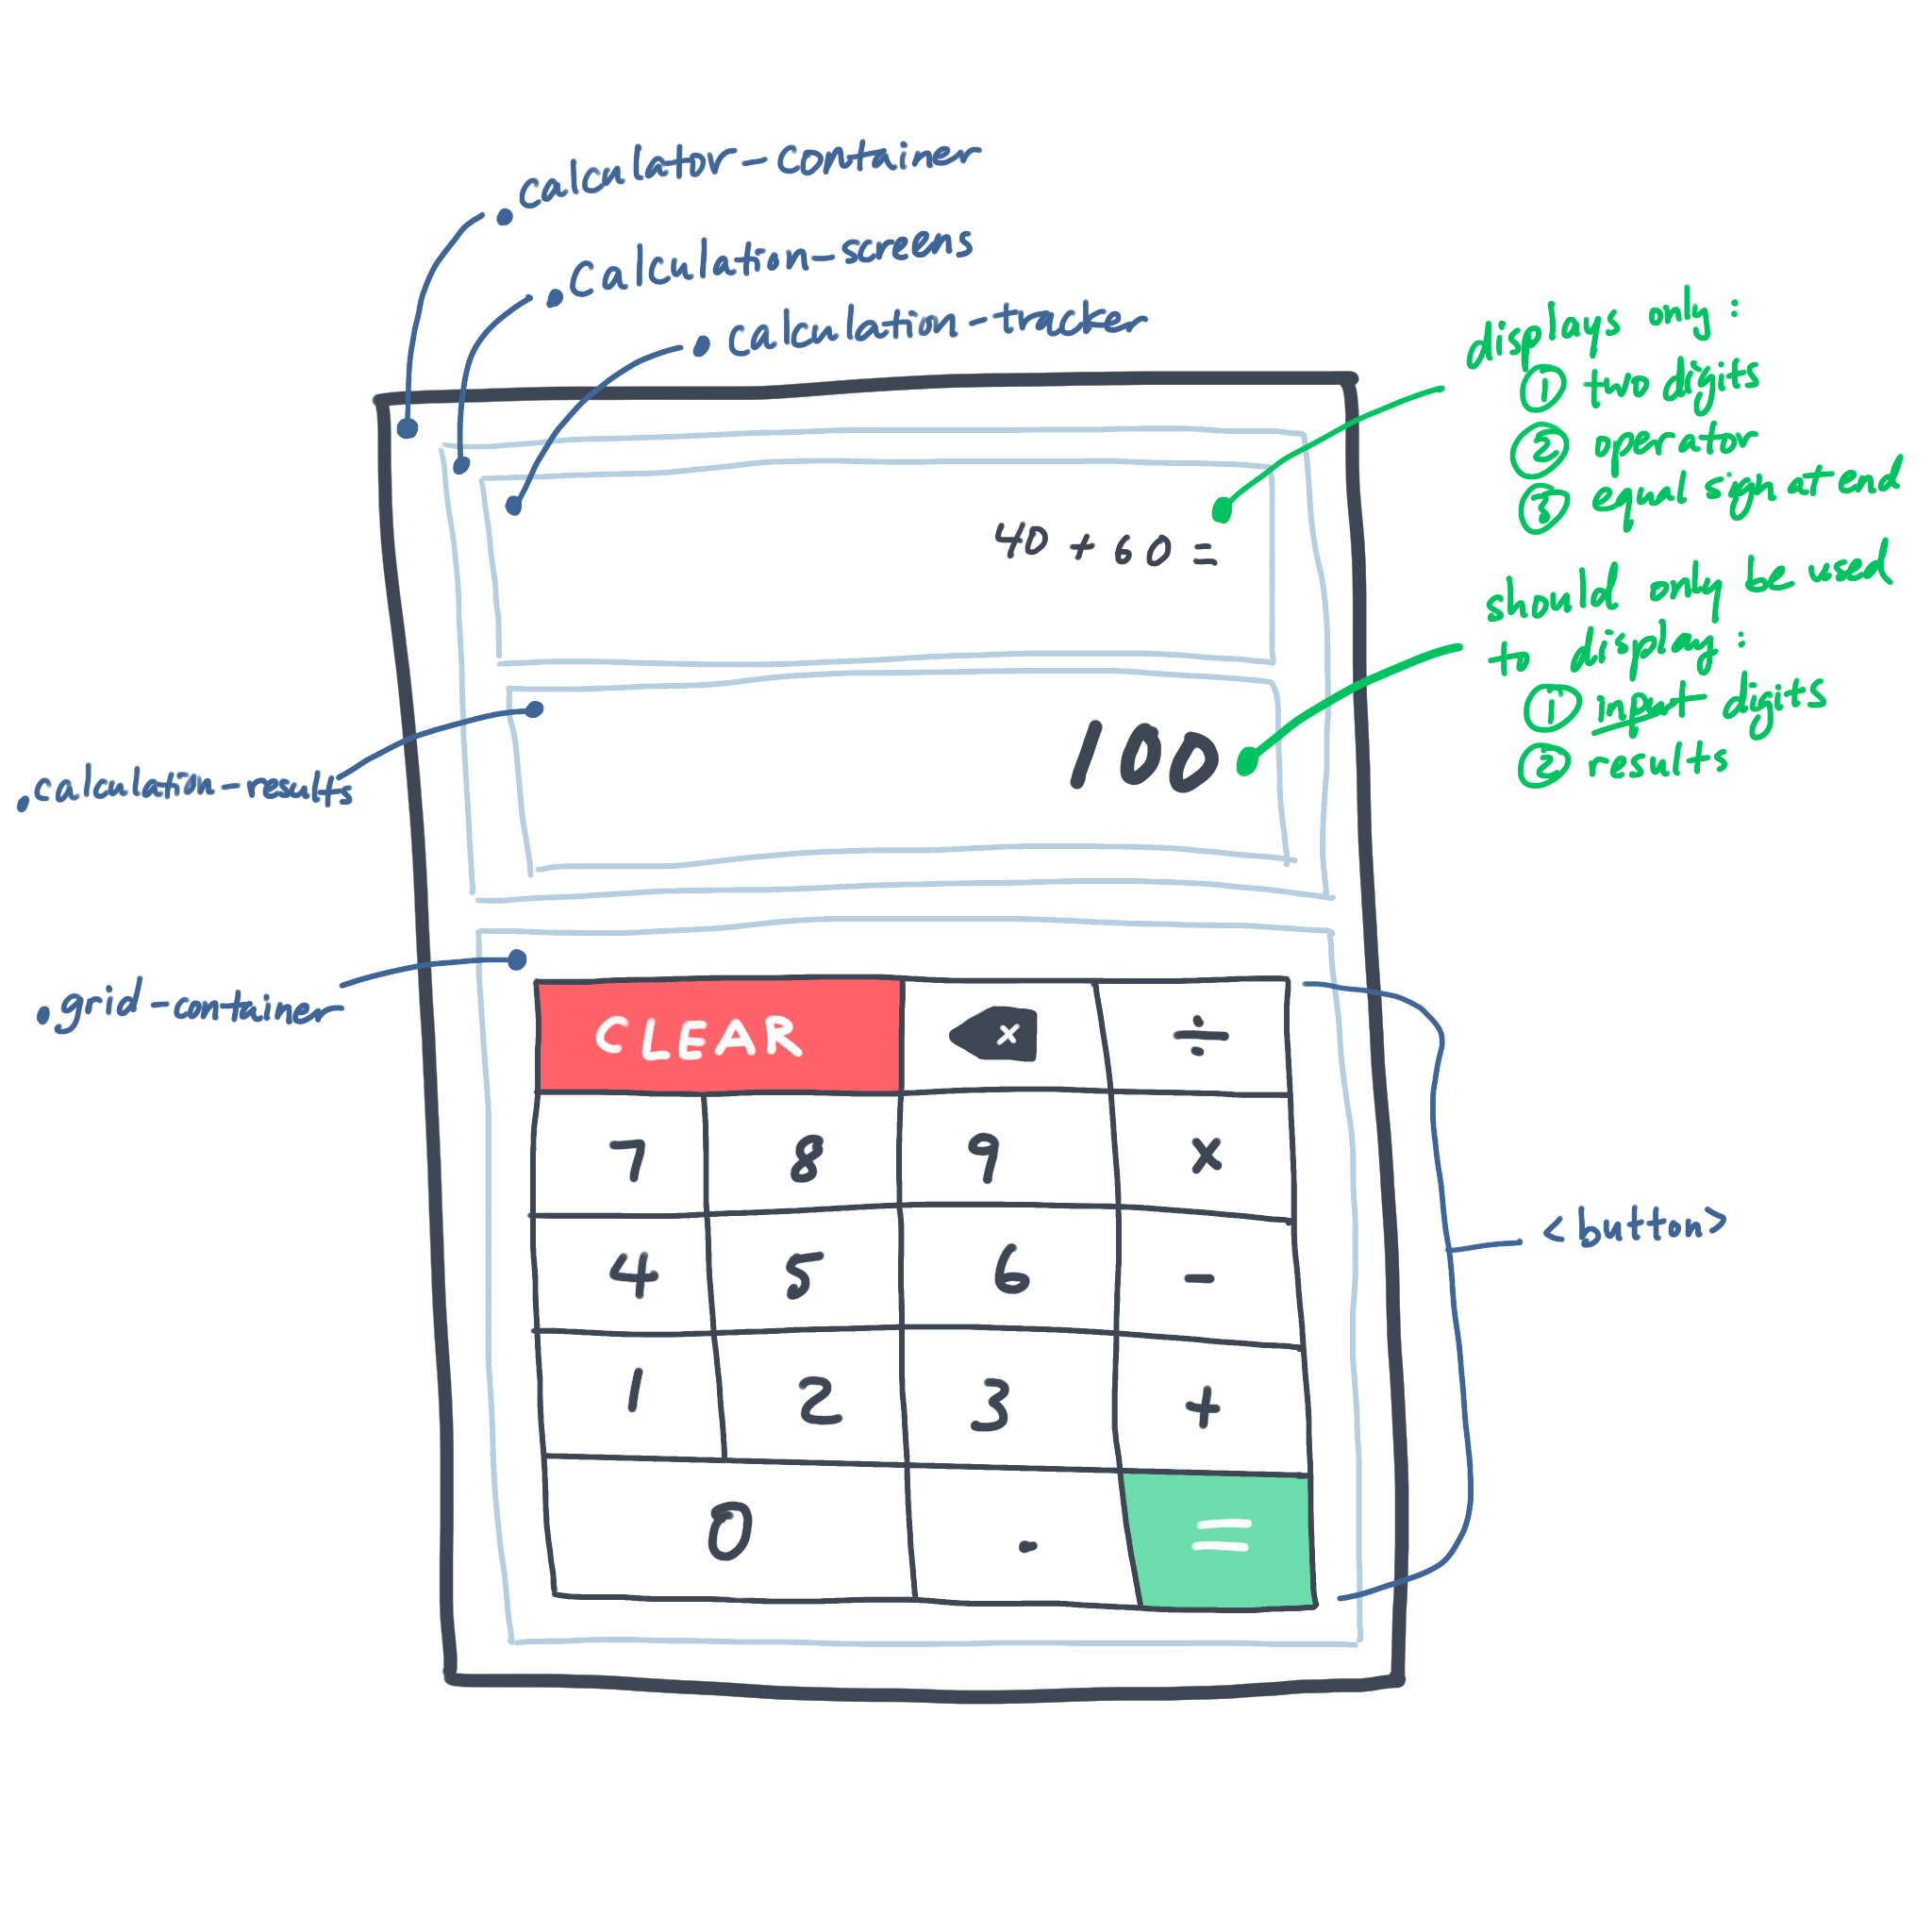 .calculator-container
.Calculation-screens
.calculation-tracker
displays only:
① two digits
② operator
③ equal sign at end
40 + 60 =
should only be used
to display:
① input digits
② results
100
.calculation-results
.grid-container
CLEAR × ÷
7 8 9 ×
4 5 6 -
<button>
1 2 3 +
0 . =